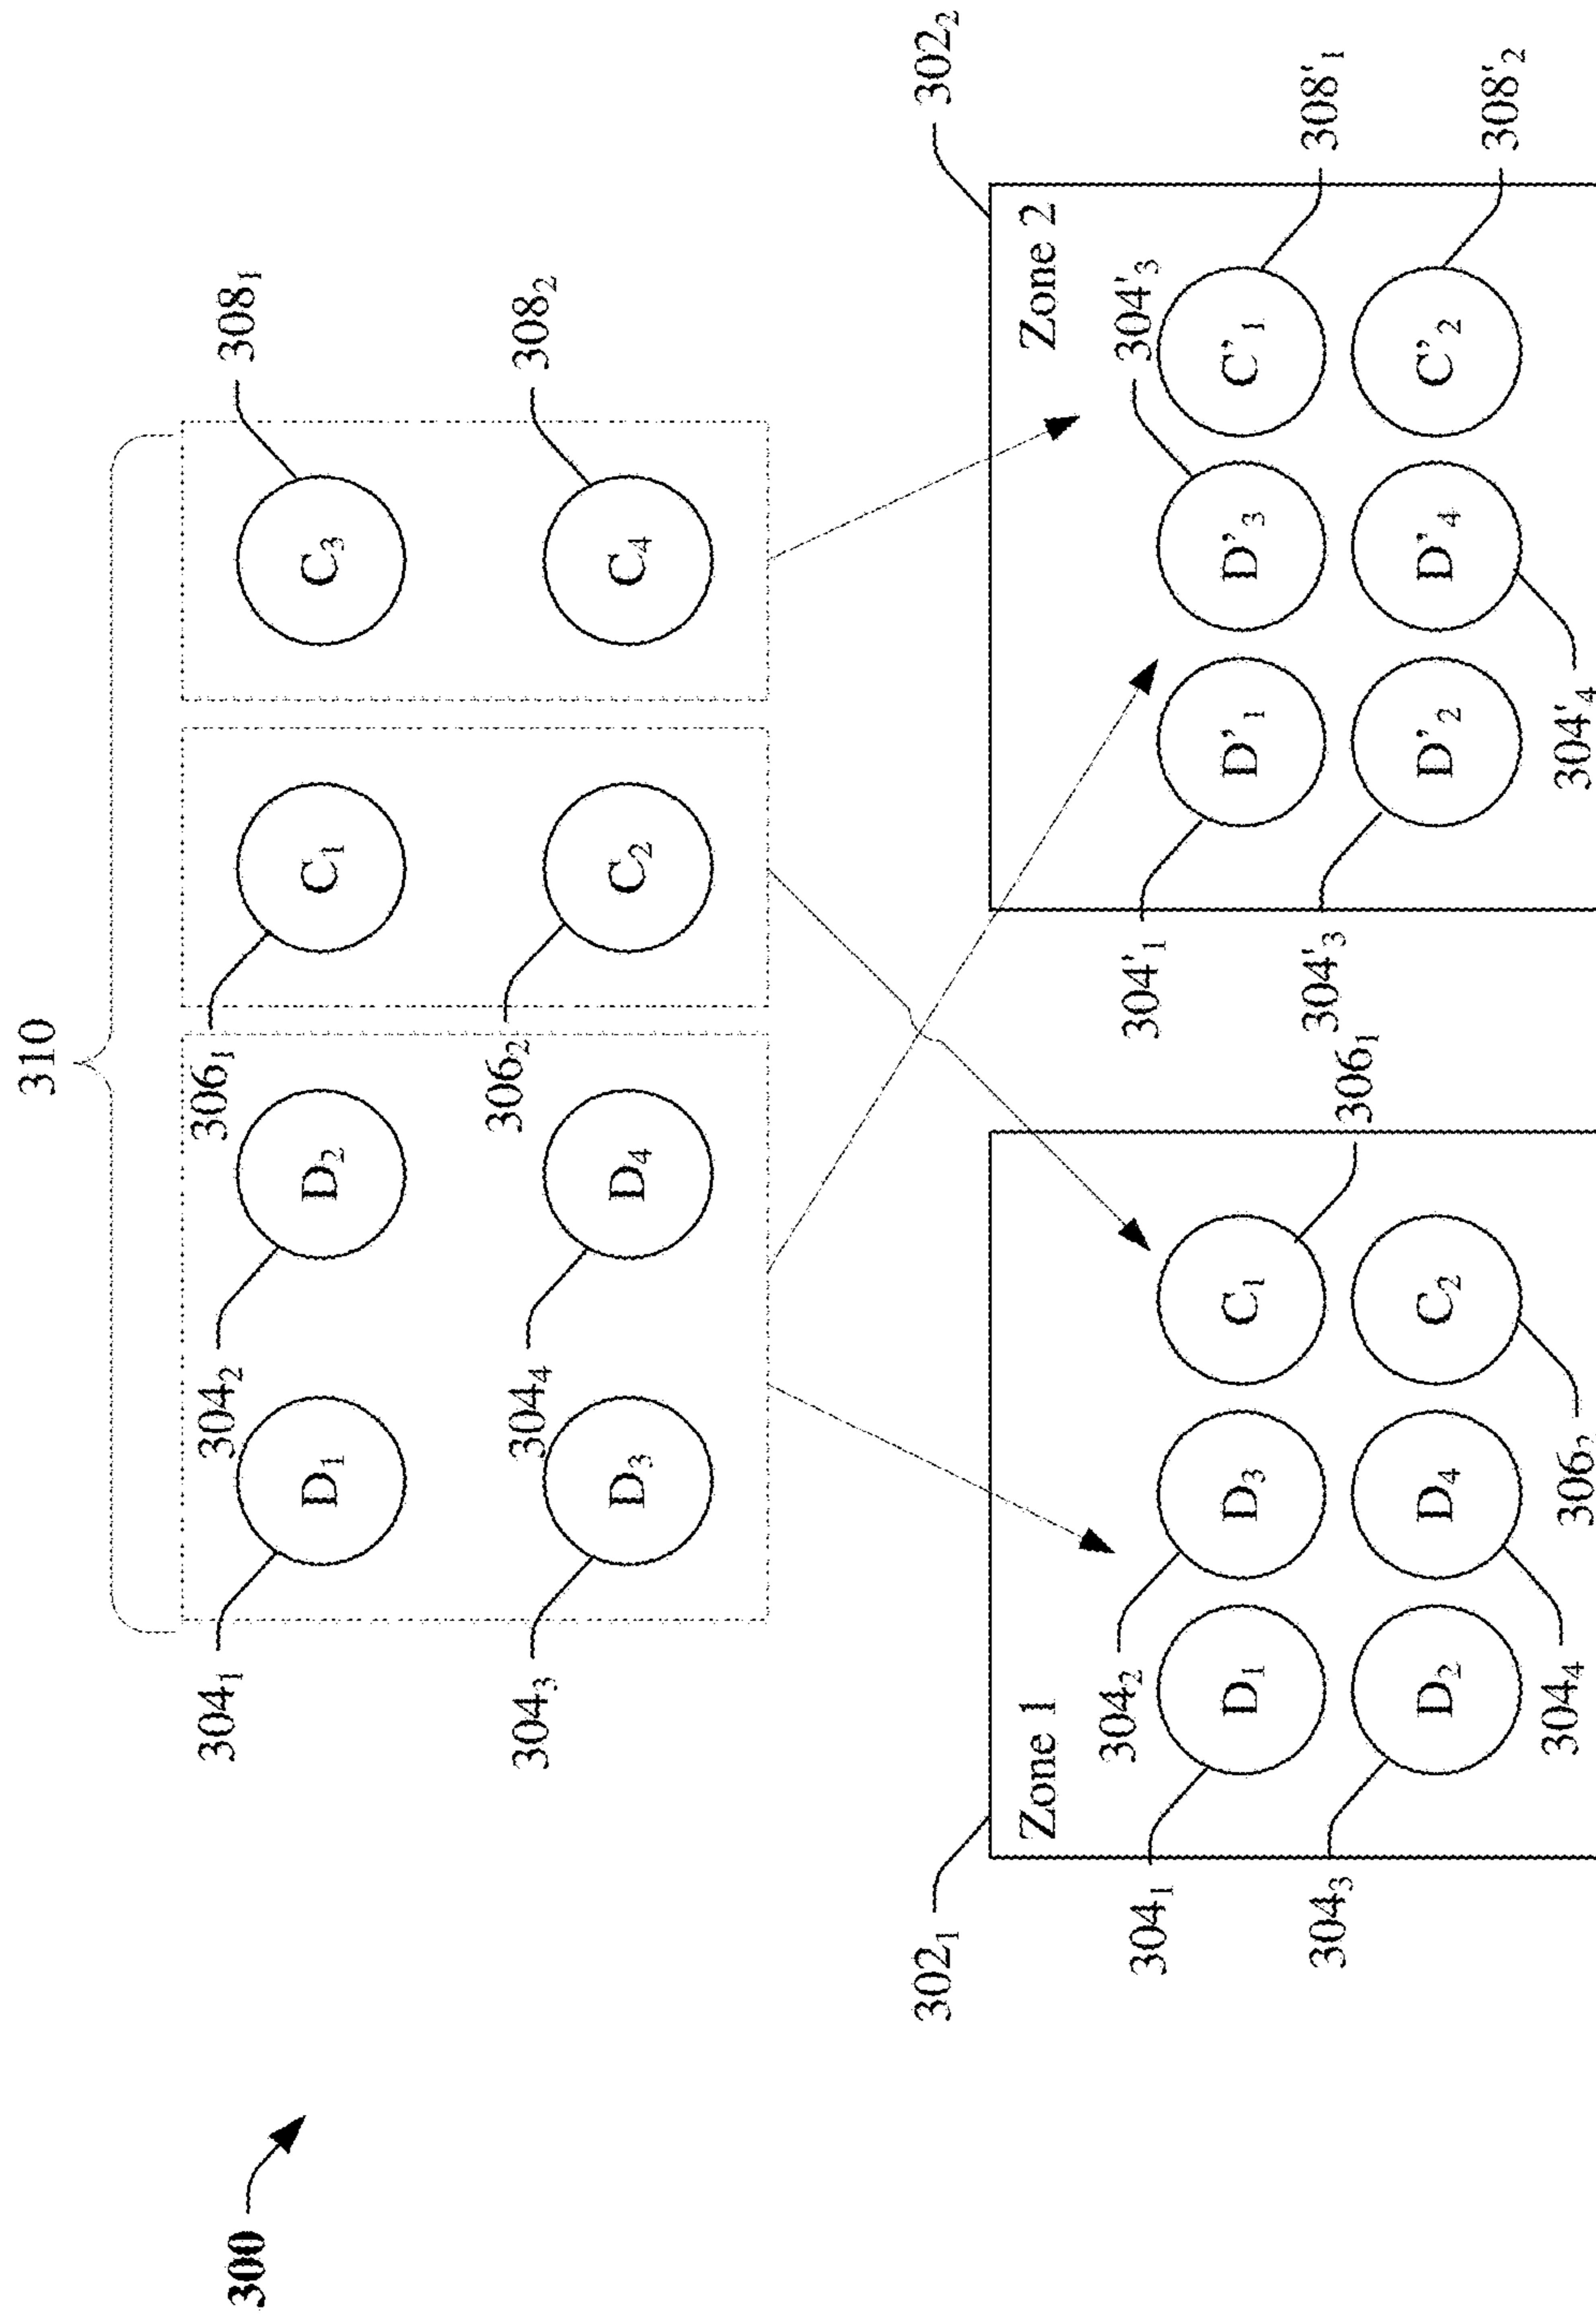 310
300
304₁ 304₂ 306₁ 308₁
D₁ D₂ C₁ C₃
304₃ 304₄ 306₂ 308₂
D₃ D₄ C₂ C₄
302₁ 302₂
Zone 1 Zone 2
304₁ 304₂ 304'₁ 304'₃
D₁ D₃ C₁ D’₁ D’₃ C’₁
304₃ 306₁ 304'₃ 308'₁
D₂ D₄ C₂ D’₂ D’₄ C’₂
308'₂
304₄ 306₂ 304'₄